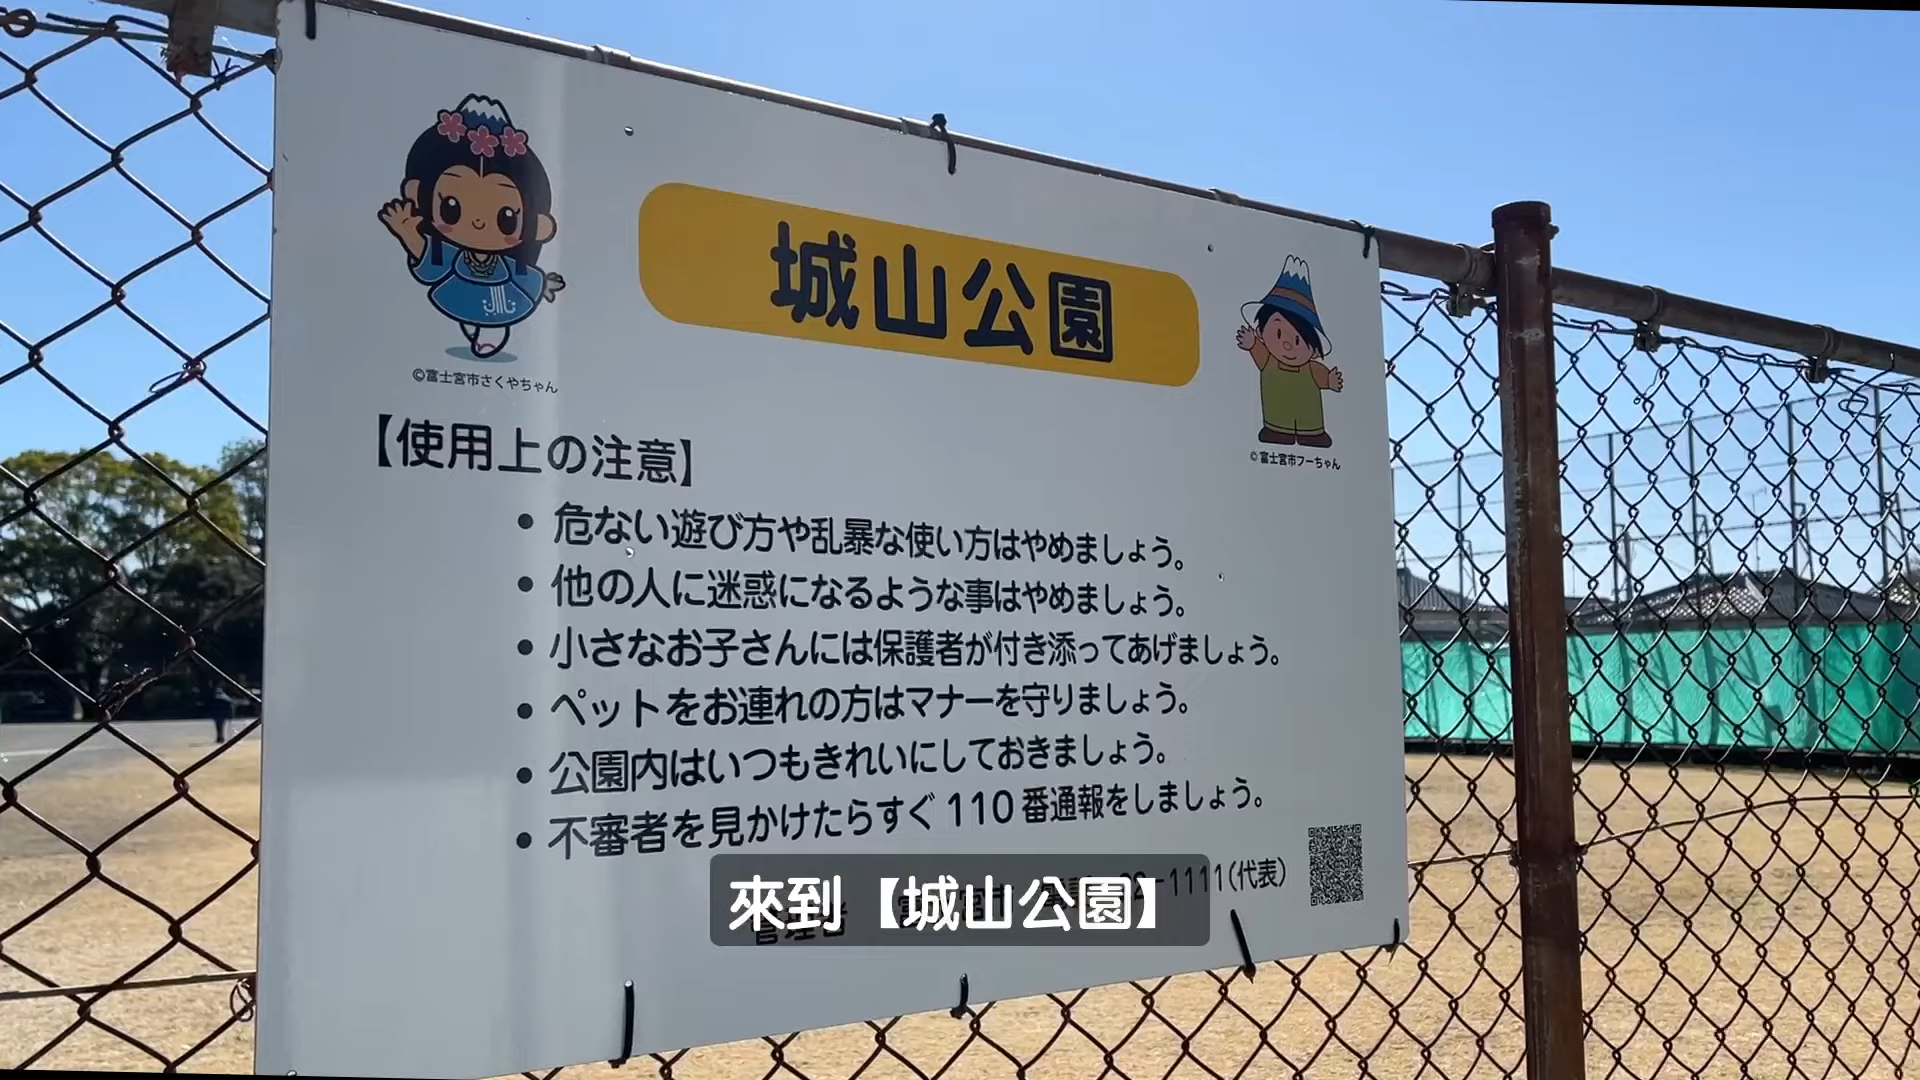 城山公園
©富士宮市さくやちゃん
©富士宮市フーちゃん
【使用上の注意】
• 危ない遊び方や乱暴な使い方はやめましょう。
• 他の人に迷惑になるような事はやめましょう。
• 小さなお子さんには保護者が付き添ってあげましょう。
• ペットをお連れの方はマナーを守りましょう。
• 公園内はいつもきれいにしておきましょう。
• 不審者を見かけたらすぐ110番通報をしましょう。
管理者 22-1111(代表)
來到【城山公園】